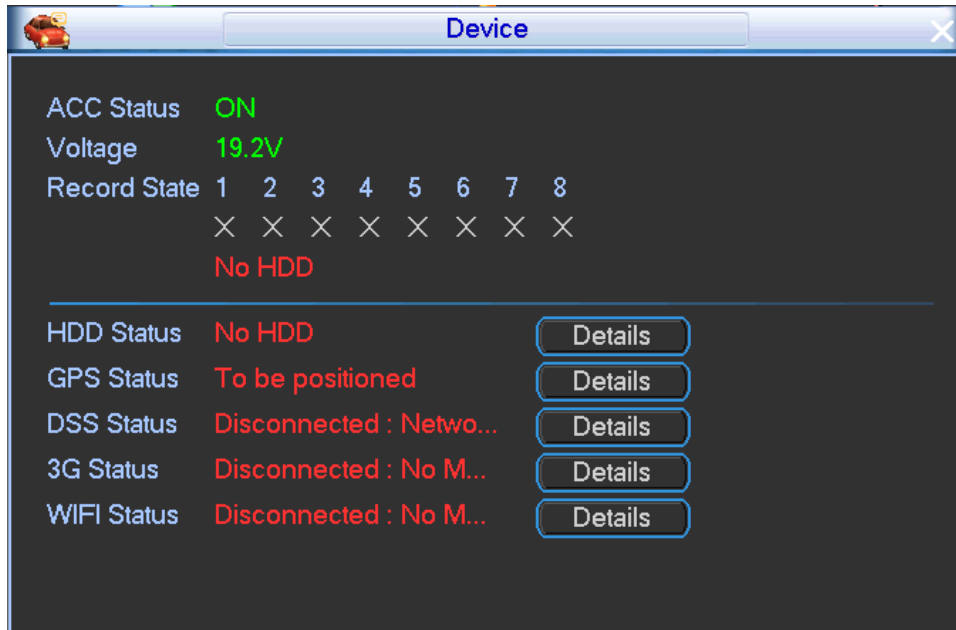 Device
ACC Status ON
Voltage 19.2V
Record State 1 2 3 4 5 6 7 8
No HDD
HDD Status No HDD Details
GPS Status To be positioned Details
DSS Status Disconnected : Netwo... Details
3G Status Disconnected : No M... Details
WIFI Status Disconnected : No M... Details